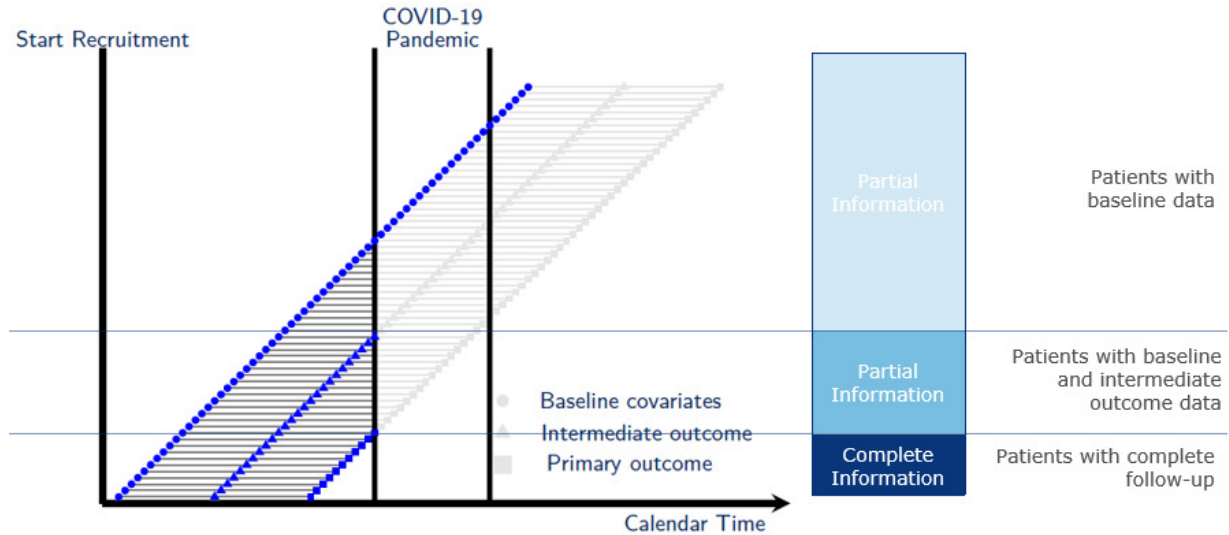 COVID-19
Start Recruitment
Pandemic
Partial
Information
Patients with
baseline data
Partial
Information
Patients with baseline
and intermediate
outcome data
Baseline covariates
Intermediate outcome
Primary outcome
Complete
Information
Patients with complete
follow-up
Calendar Time